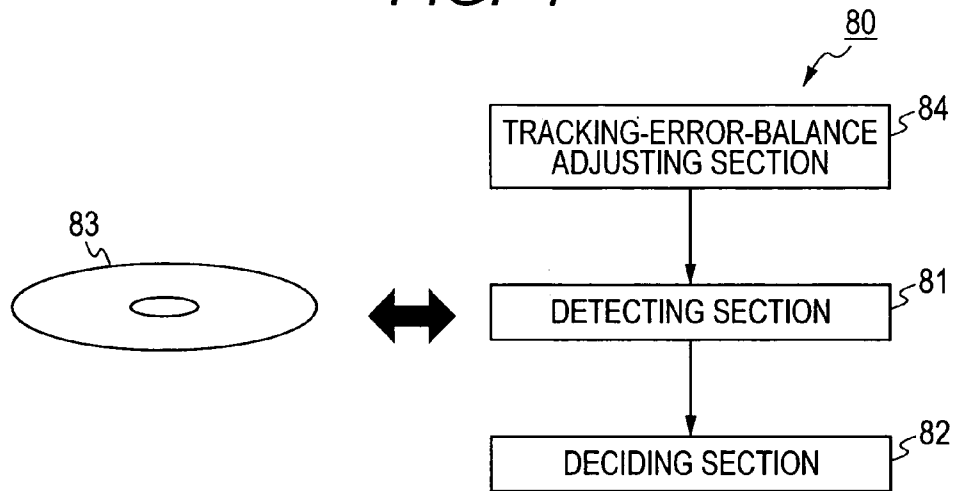 80
TRACKING-ERROR-BALANCE
ADJUSTING SECTION
84
83
DETECTING SECTION
81
DECIDING SECTION
82